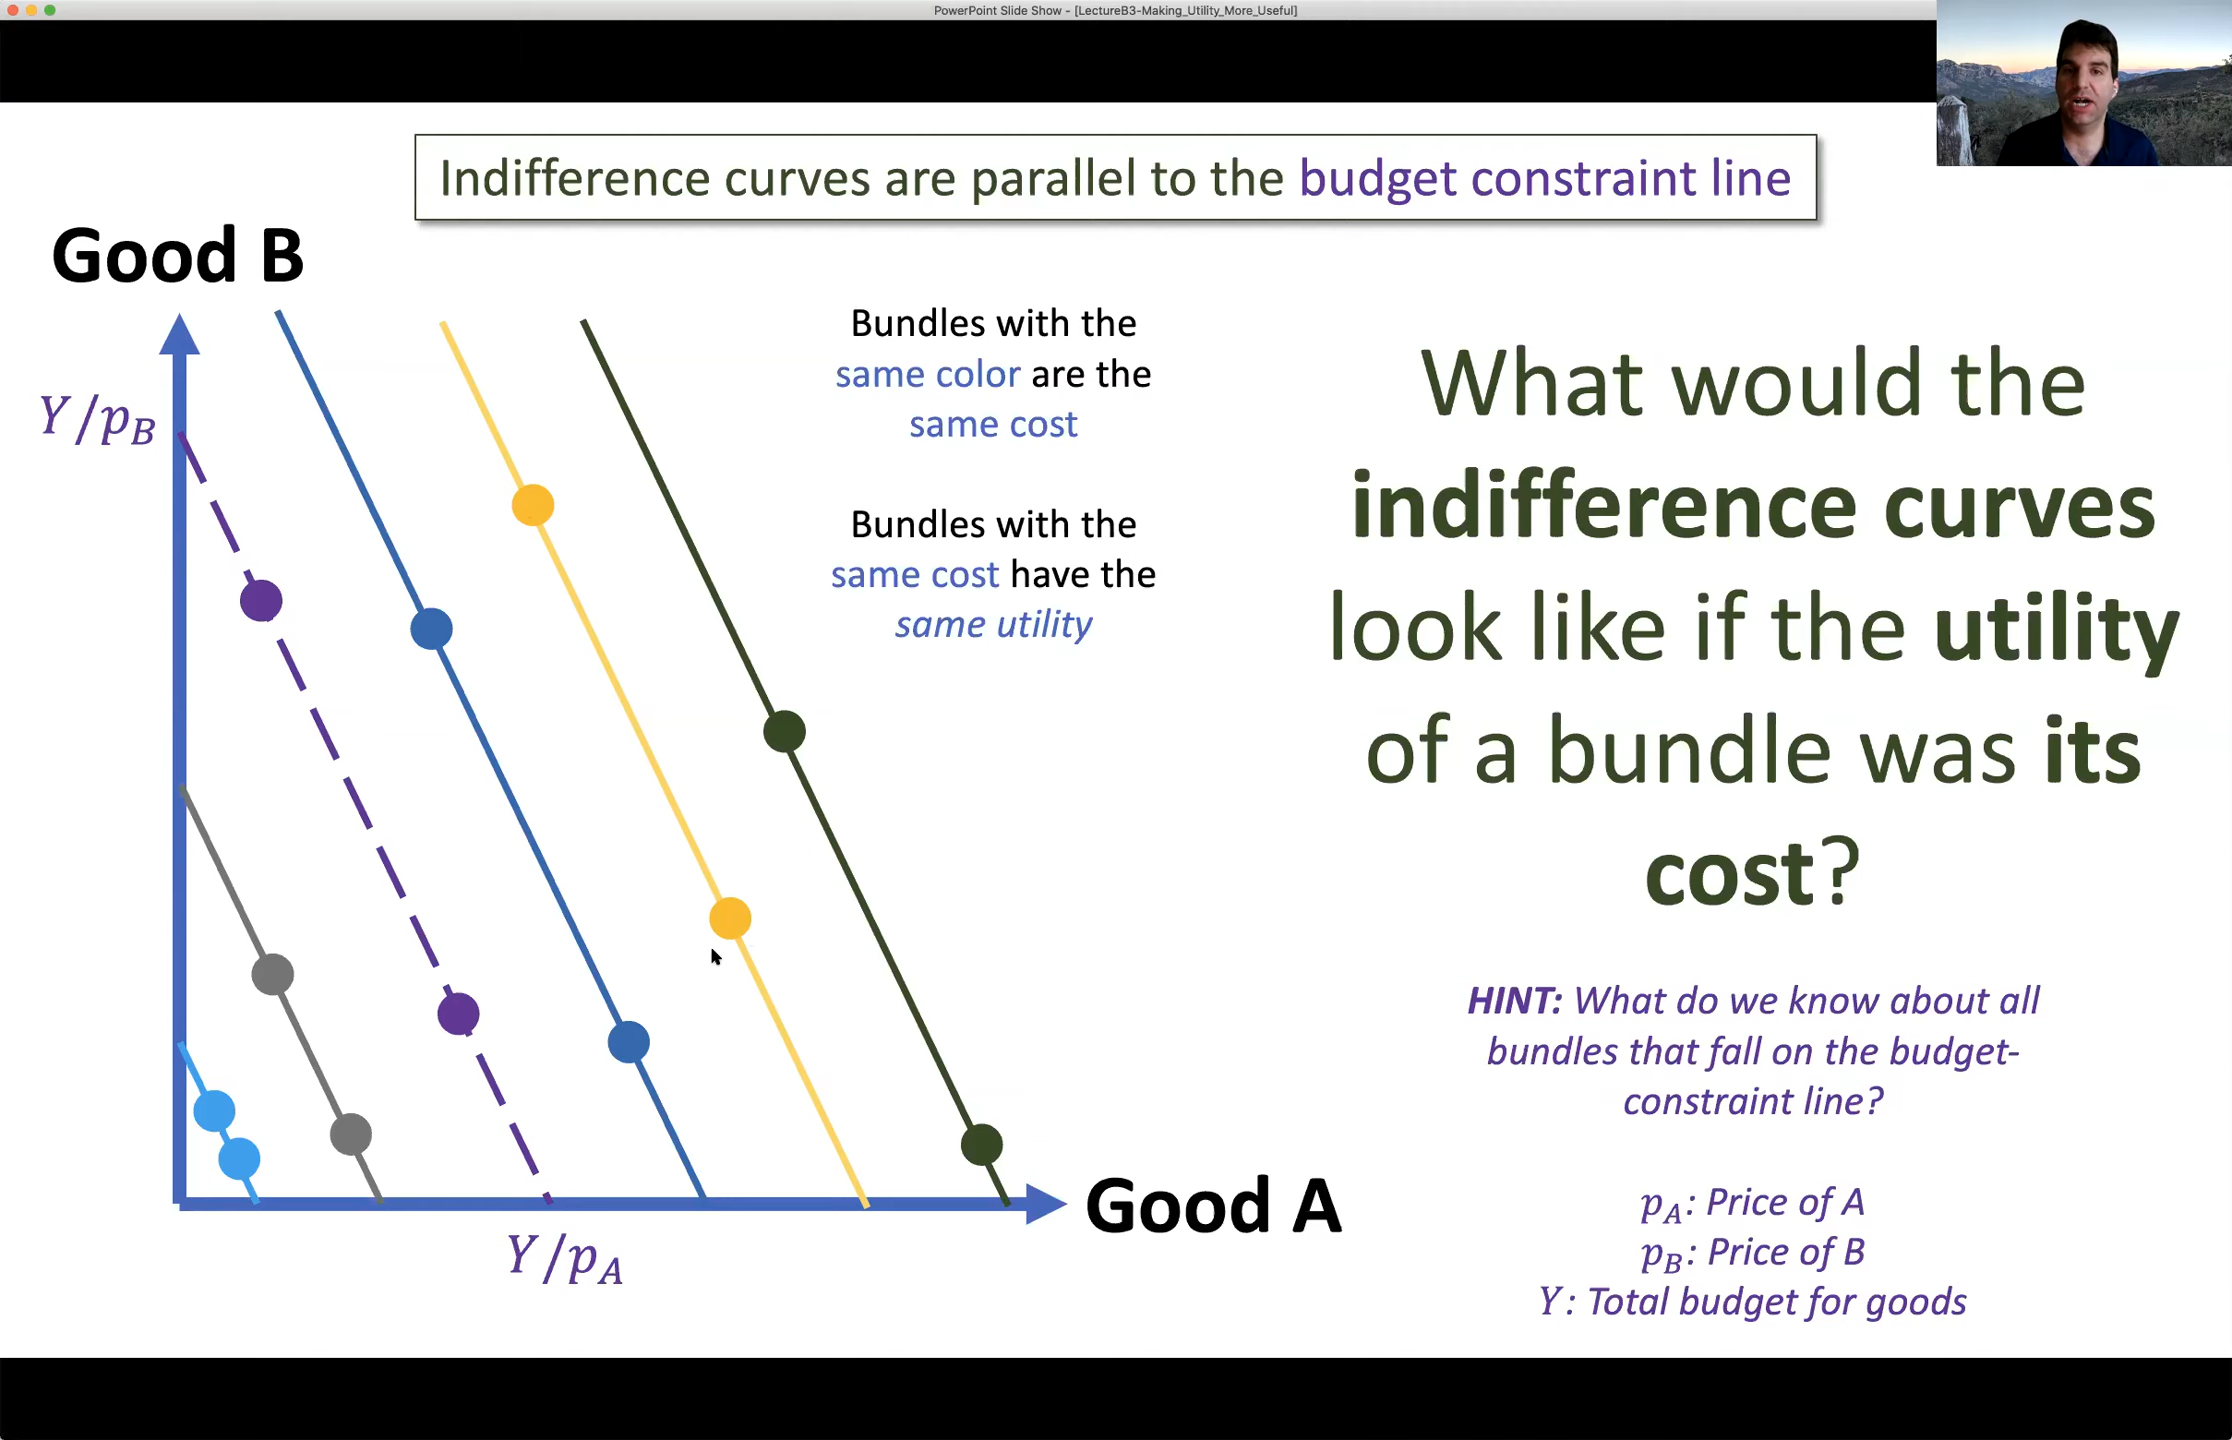 PowerPoint Slide Show - [LectureB3-Making_Utility_More_Useful]
Indifference curves are parallel to the budget constraint line
Good B
Y/p_B
Bundles with the
same color are the
same cost
Bundles with the
same cost have the
same utility
Good A
Y/p_A
What would the
indifference curves
look like if the utility
of a bundle was its
cost?
HINT: What do we know about all
bundles that fall on the budget-
constraint line?
p_A: Price of A
p_B: Price of B
Y: Total budget for goods